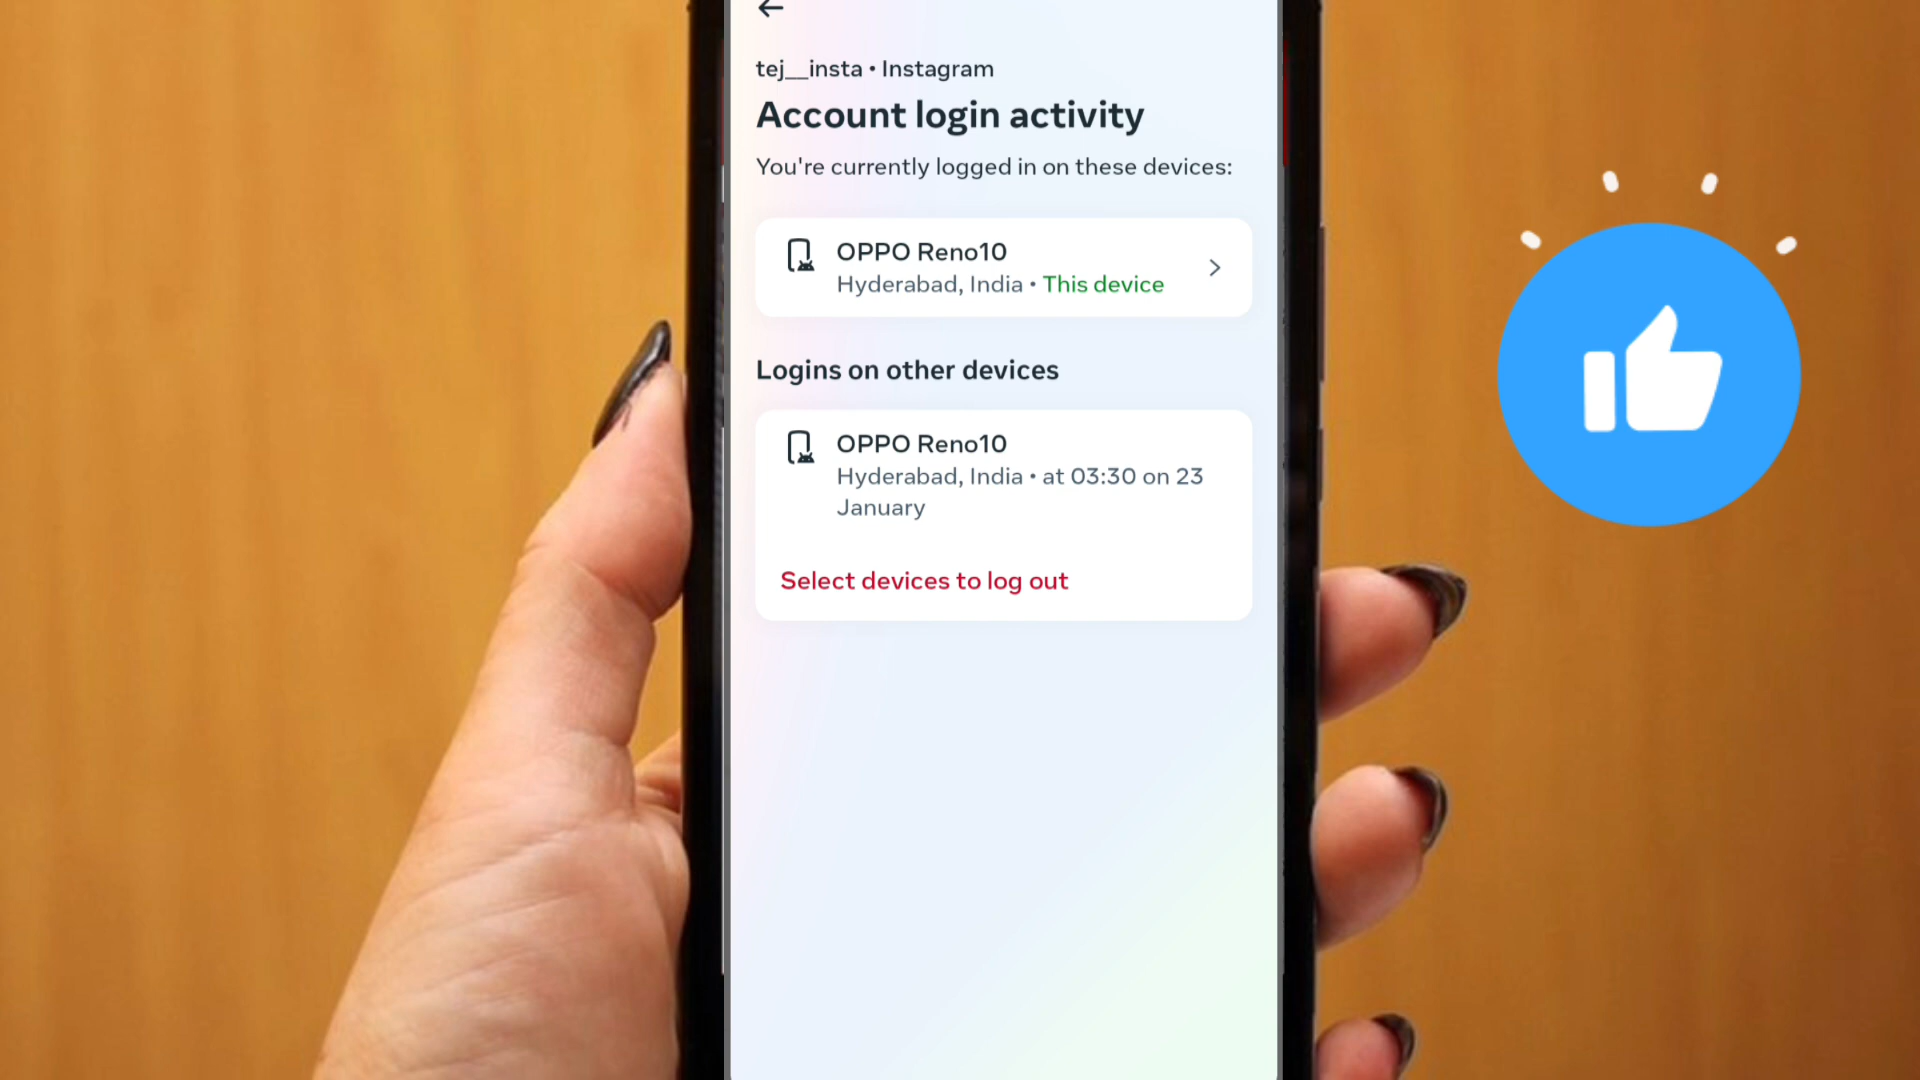 tej__insta • Instagram
Account login activity
You're currently logged in on these devices:
OPPO Reno10
Hyderabad, India • This device
Logins on other devices
OPPO Reno10
Hyderabad, India • at 03:30 on 23
January
Select devices to log out